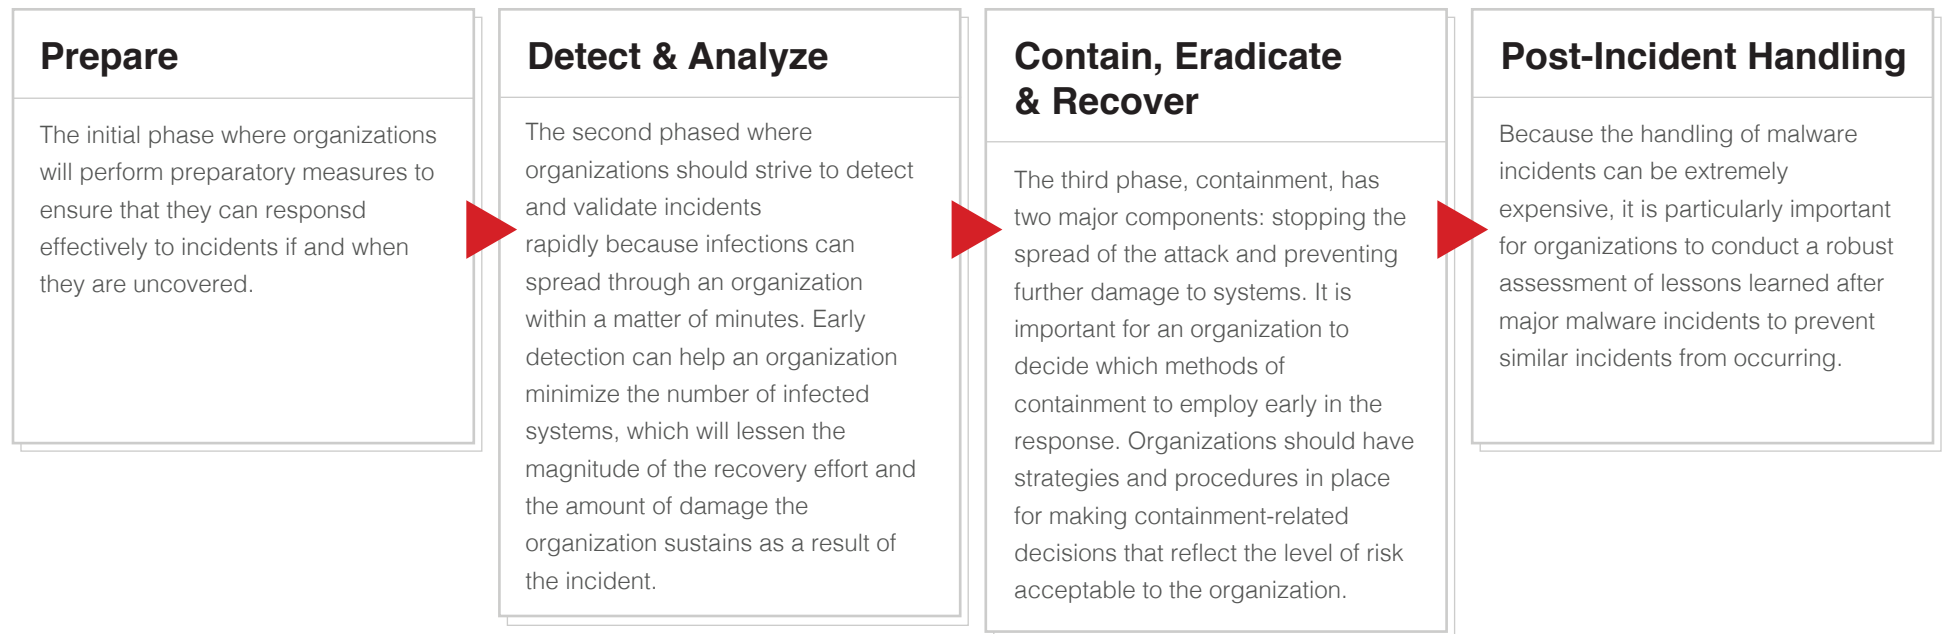 Prepare
The initial phase where organizations
will perform preparatory measures to
ensure that they can responsd
effectively to incidents if and when
they are uncovered.
Detect & Analyze
The second phased where
organizations should strive to detect
and validate incidents
rapidly because infections can
spread through an organization
within a matter of minutes. Early
detection can help an organization
minimize the number of infected
systems, which will lessen the
magnitude of the recovery effort and
the amount of damage the
organization sustains as a result of
the incident.
Contain, Eradicate
& Recover
The third phase, containment, has
two major components: stopping the
spread of the attack and preventing
further damage to systems. It is
important for an organization to
decide which methods of
containment to employ early in the
response. Organizations should have
strategies and procedures in place
for making containment-related
decisions that reflect the level of risk
acceptable to the organization.
Post-Incident Handling
Because the handling of malware
incidents can be extremely
expensive, it is particularly important
for organizations to conduct a robust
assessment of lessons learned after
major malware incidents to prevent
similar incidents from occurring.